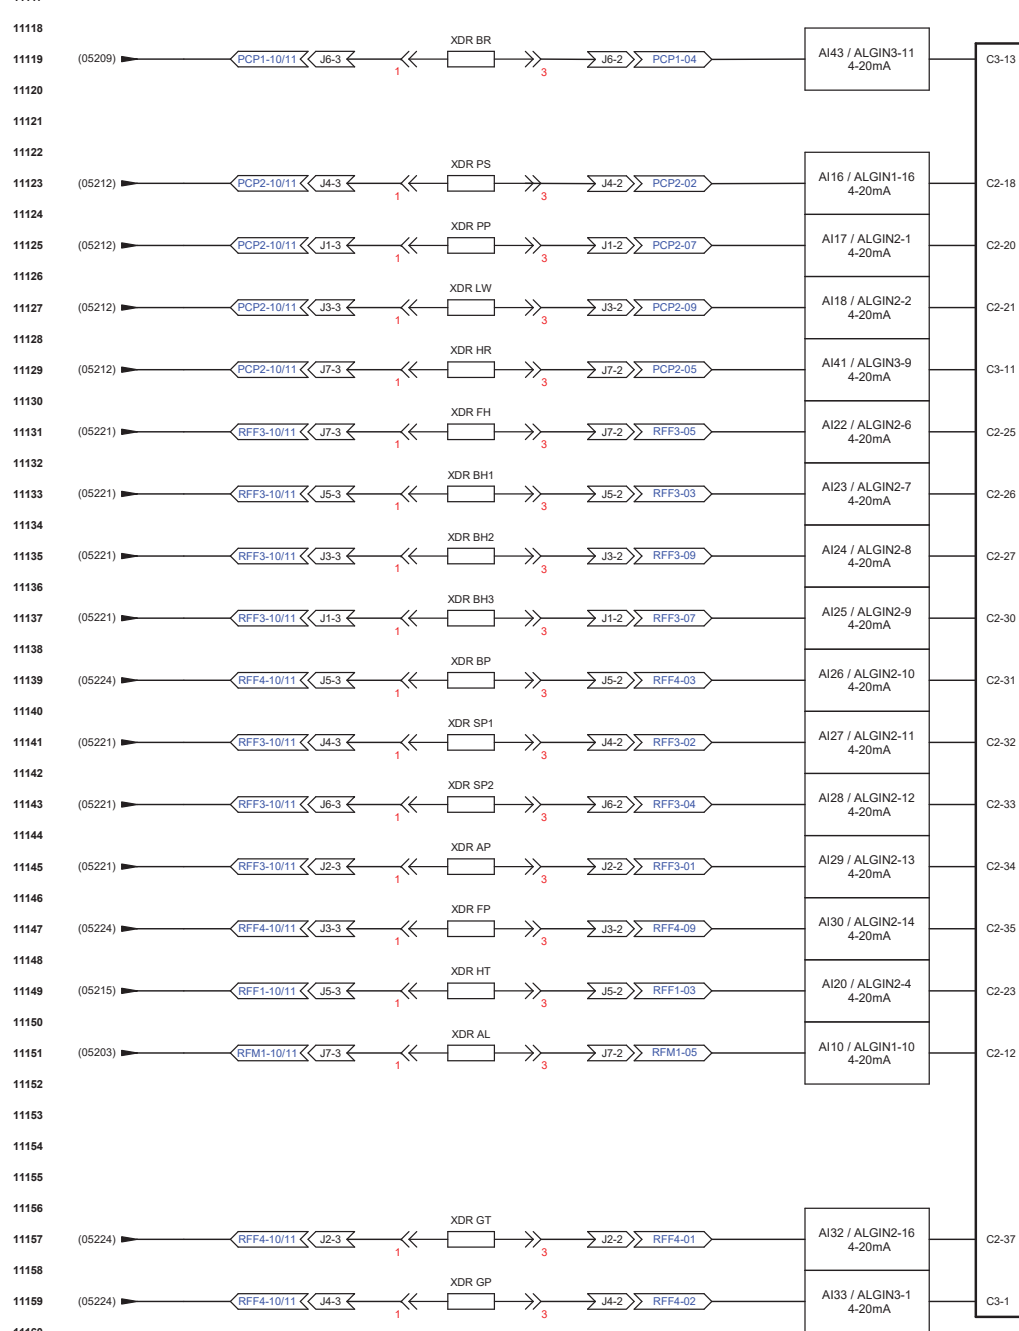 11118
XDR BR
11119 (05209) PCP1-10/11 J6-3 1 3 J6-2 PCP1-04 AI43 / ALGIN3-11 4-20mA C3-13
11120
11121
11122
XDR PS
11123 (05212) PCP2-10/11 J4-3 1 3 J4-2 PCP2-02 AI16 / ALGIN1-16 4-20mA C2-18
11124
XDR PP
11125 (05212) PCP2-10/11 J1-3 1 3 J1-2 PCP2-07 AI17 / ALGIN2-1 4-20mA C2-20
11126
XDR LW
11127 (05212) PCP2-10/11 J3-3 1 3 J3-2 PCP2-09 AI18 / ALGIN2-2 4-20mA C2-21
11128
XDR HR
11129 (05212) PCP2-10/11 J7-3 1 3 J7-2 PCP2-05 AI41 / ALGIN3-9 4-20mA C3-11
11130
XDR FH
11131 (05221) RFF3-10/11 J7-3 1 3 J7-2 RFF3-05 AI22 / ALGIN2-6 4-20mA C2-25
11132
XDR BH1
11133 (05221) RFF3-10/11 J5-3 1 3 J5-2 RFF3-03 AI23 / ALGIN2-7 4-20mA C2-26
11134
XDR BH2
11135 (05221) RFF3-10/11 J3-3 1 3 J3-2 RFF3-09 AI24 / ALGIN2-8 4-20mA C2-27
11136
XDR BH3
11137 (05221) RFF3-10/11 J1-3 1 3 J1-2 RFF3-07 AI25 / ALGIN2-9 4-20mA C2-30
11138
XDR BP
11139 (05224) RFF4-10/11 J5-3 1 3 J5-2 RFF4-03 AI26 / ALGIN2-10 4-20mA C2-31
11140
XDR SP1
11141 (05221) RFF3-10/11 J4-3 1 3 J4-2 RFF3-02 AI27 / ALGIN2-11 4-20mA C2-32
11142
XDR SP2
11143 (05221) RFF3-10/11 J6-3 1 3 J6-2 RFF3-04 AI28 / ALGIN2-12 4-20mA C2-33
11144
XDR AP
11145 (05221) RFF3-10/11 J2-3 1 3 J2-2 RFF3-01 AI29 / ALGIN2-13 4-20mA C2-34
11146
XDR FP
11147 (05224) RFF4-10/11 J3-3 1 3 J3-2 RFF4-09 AI30 / ALGIN2-14 4-20mA C2-35
11148
XDR HT
11149 (05215) RFF1-10/11 J5-3 1 3 J5-2 RFF1-03 AI20 / ALGIN2-4 4-20mA C2-23
11150
XDR AL
11151 (05203) RFM1-10/11 J7-3 1 3 J7-2 RFM1-05 AI10 / ALGIN1-10 4-20mA C2-12
11152
11153
11154
11155
11156
XDR GT
11157 (05224) RFF4-10/11 J2-3 1 3 J2-2 RFF4-01 AI32 / ALGIN2-16 4-20mA C2-37
11158
XDR GP
11159 (05224) RFF4-10/11 J4-3 1 3 J4-2 RFF4-02 AI33 / ALGIN3-1 4-20mA C3-1